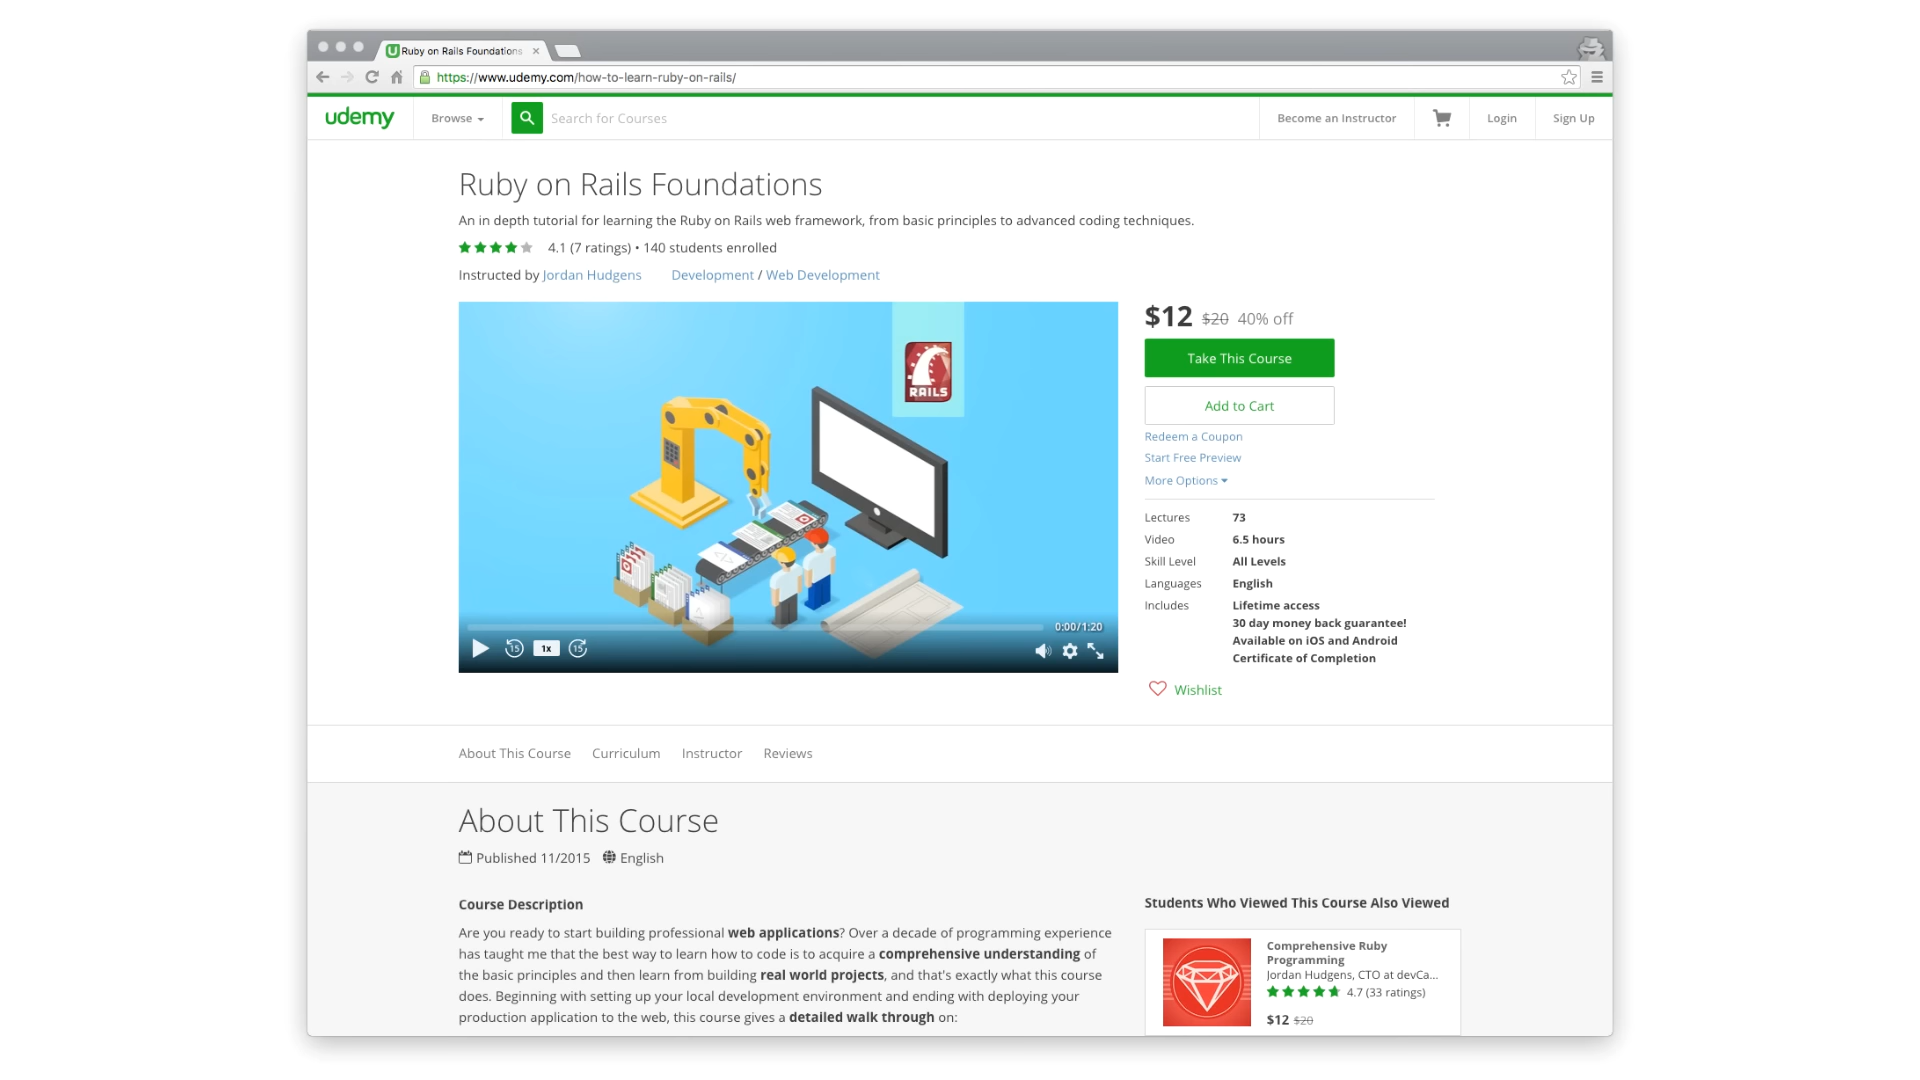 Ruby on Rails Foundations
https://www.udemy.com/how-to-learn-ruby-on-rails/
udemy
Browse
Search for Courses
Become an Instructor
Login
Sign Up
Ruby on Rails Foundations
An in depth tutorial for learning the Ruby on Rails web framework, from basic principles to advanced coding techniques.
4.1 (7 ratings) • 140 students enrolled
Instructed by Jordan Hudgens
Development / Web Development
RAILS
0:00/1:20
15
1x
15
$12 $20 40% off
Take This Course
Add to Cart
Redeem a Coupon
Start Free Preview
More Options
Lectures 73
Video 6.5 hours
Skill Level All Levels
Languages English
Includes Lifetime access
30 day money back guarantee!
Available on iOS and Android
Certificate of Completion
Wishlist
About This Course
Curriculum
Instructor
Reviews
About This Course
Published 11/2015 English
Course Description
Are you ready to start building professional web applications? Over a decade of programming experience
has taught me that the best way to learn how to code is to acquire a comprehensive understanding of
the basic principles and then learn from building real world projects, and that's exactly what this course
does. Beginning with setting up your local development environment and ending with deploying your
production application to the web, this course gives a detailed walk through on:
Students Who Viewed This Course Also Viewed
Comprehensive Ruby
Programming
Jordan Hudgens, CTO at devCa...
4.7 (33 ratings)
$12 $20